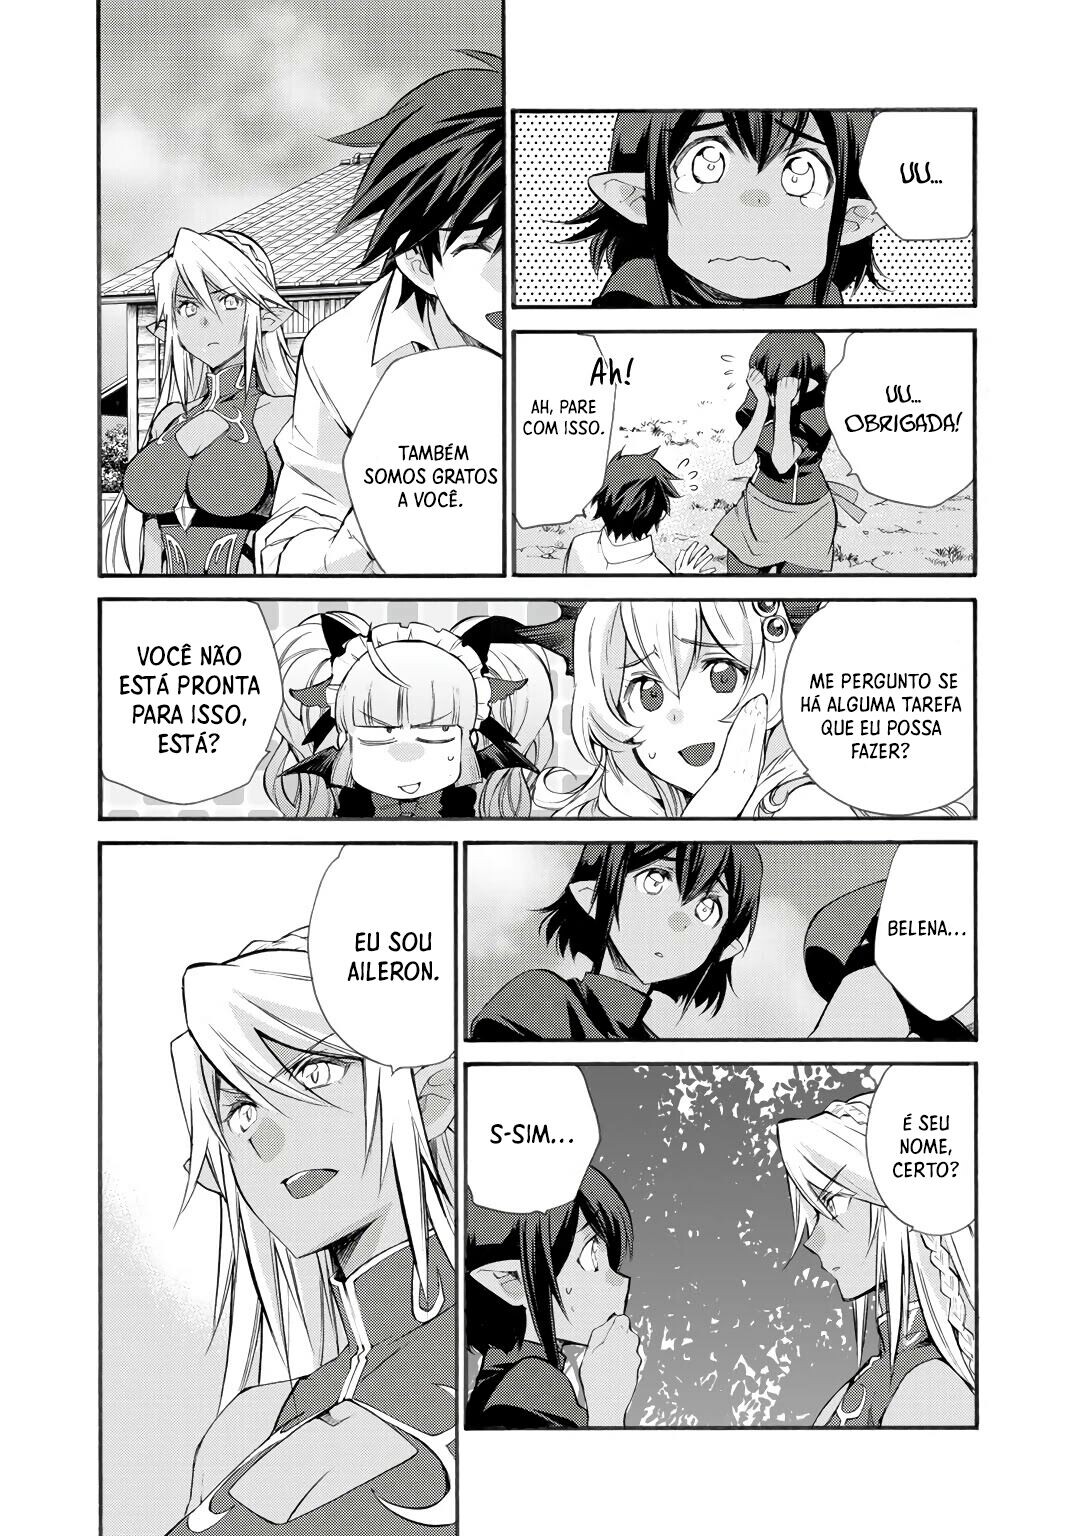 UU...
UU...
OBRIGADA!
Ah!
AH, PARE
COM ISSO.
TAMBÉM
SOMOS GRATOS
A VOCÊ.
ME PERGUNTO SE
HÁ ALGUMA TAREFA
QUE EU POSSA
FAZER?
VOCÊ NÃO
ESTÁ PRONTA
PARA ISSO,
ESTÁ?
BELENA...
É SEU
NOME,
CERTO?
S-SIM...
EU SOU
AILERON.